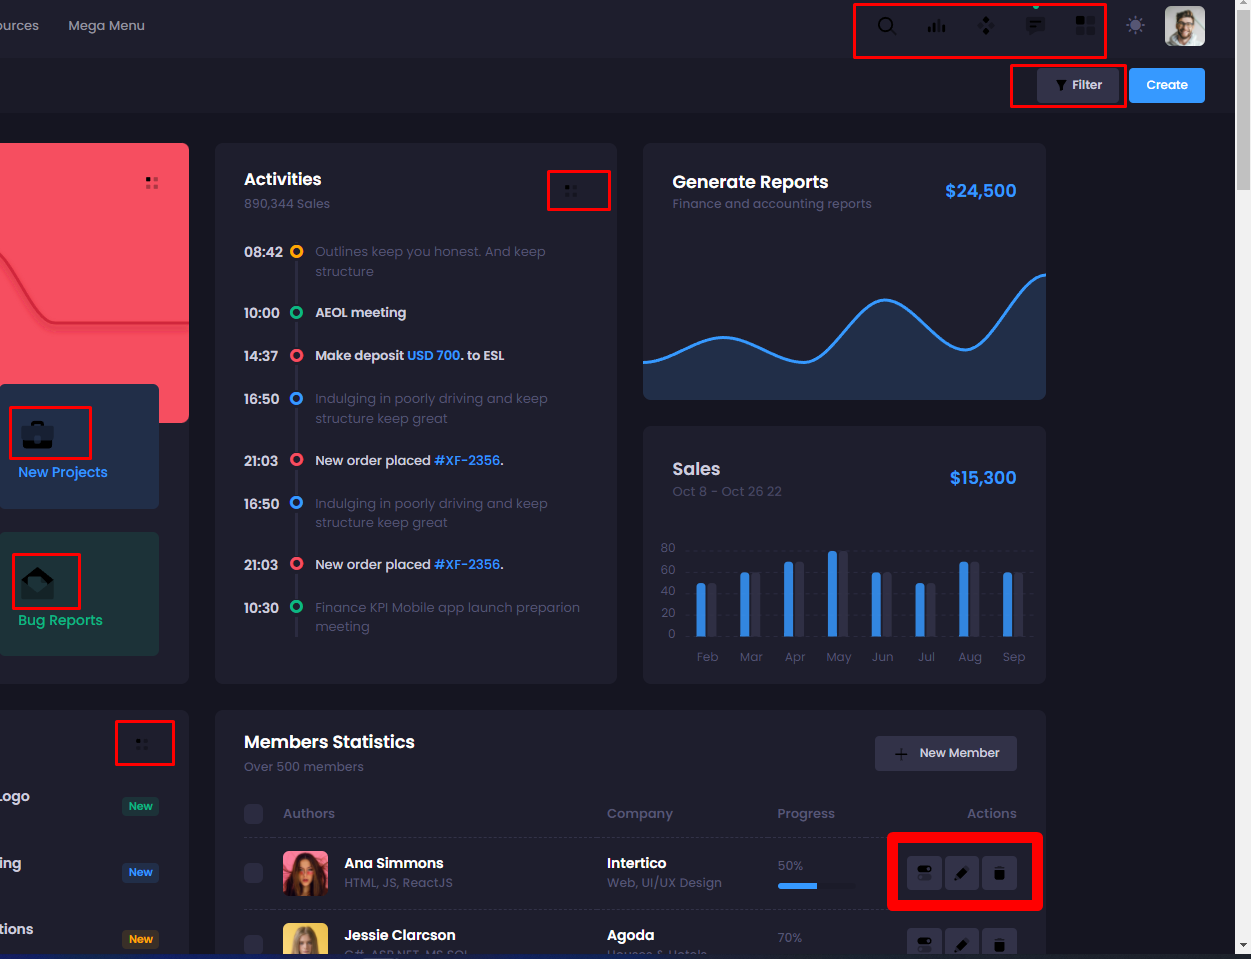 ources
Mega Menu
Filter
Create
Activities
890,344 Sales
08:42
Outlines keep you honest. And keep
structure
10:00
AEOL meeting
14:37
Make deposit USD 700. to ESL
16:50
Indulging in poorly driving and keep
structure keep great
21:03
New order placed #XF-2356.
16:50
Indulging in poorly driving and keep
structure keep great
21:03
New order placed #XF-2356.
10:30
Finance KPI Mobile app launch preparion
meeting
Generate Reports
Finance and accounting reports
$24,500
Sales
Oct 8 - Oct 26 22
$15,300
80
60
40
20
0
Feb Mar Apr May Jun Jul Aug Sep
New Projects
Bug Reports
Logo
New
ing
New
tions
New
Members Statistics
Over 500 members
New Member
Authors Company Progress Actions
Ana Simmons
HTML, JS, ReactJS
Intertico
Web, UI/UX Design
50%
Jessie Clarcson
C#, ASP.NET, MS SQL
Agoda
Houses & Hotels
70%